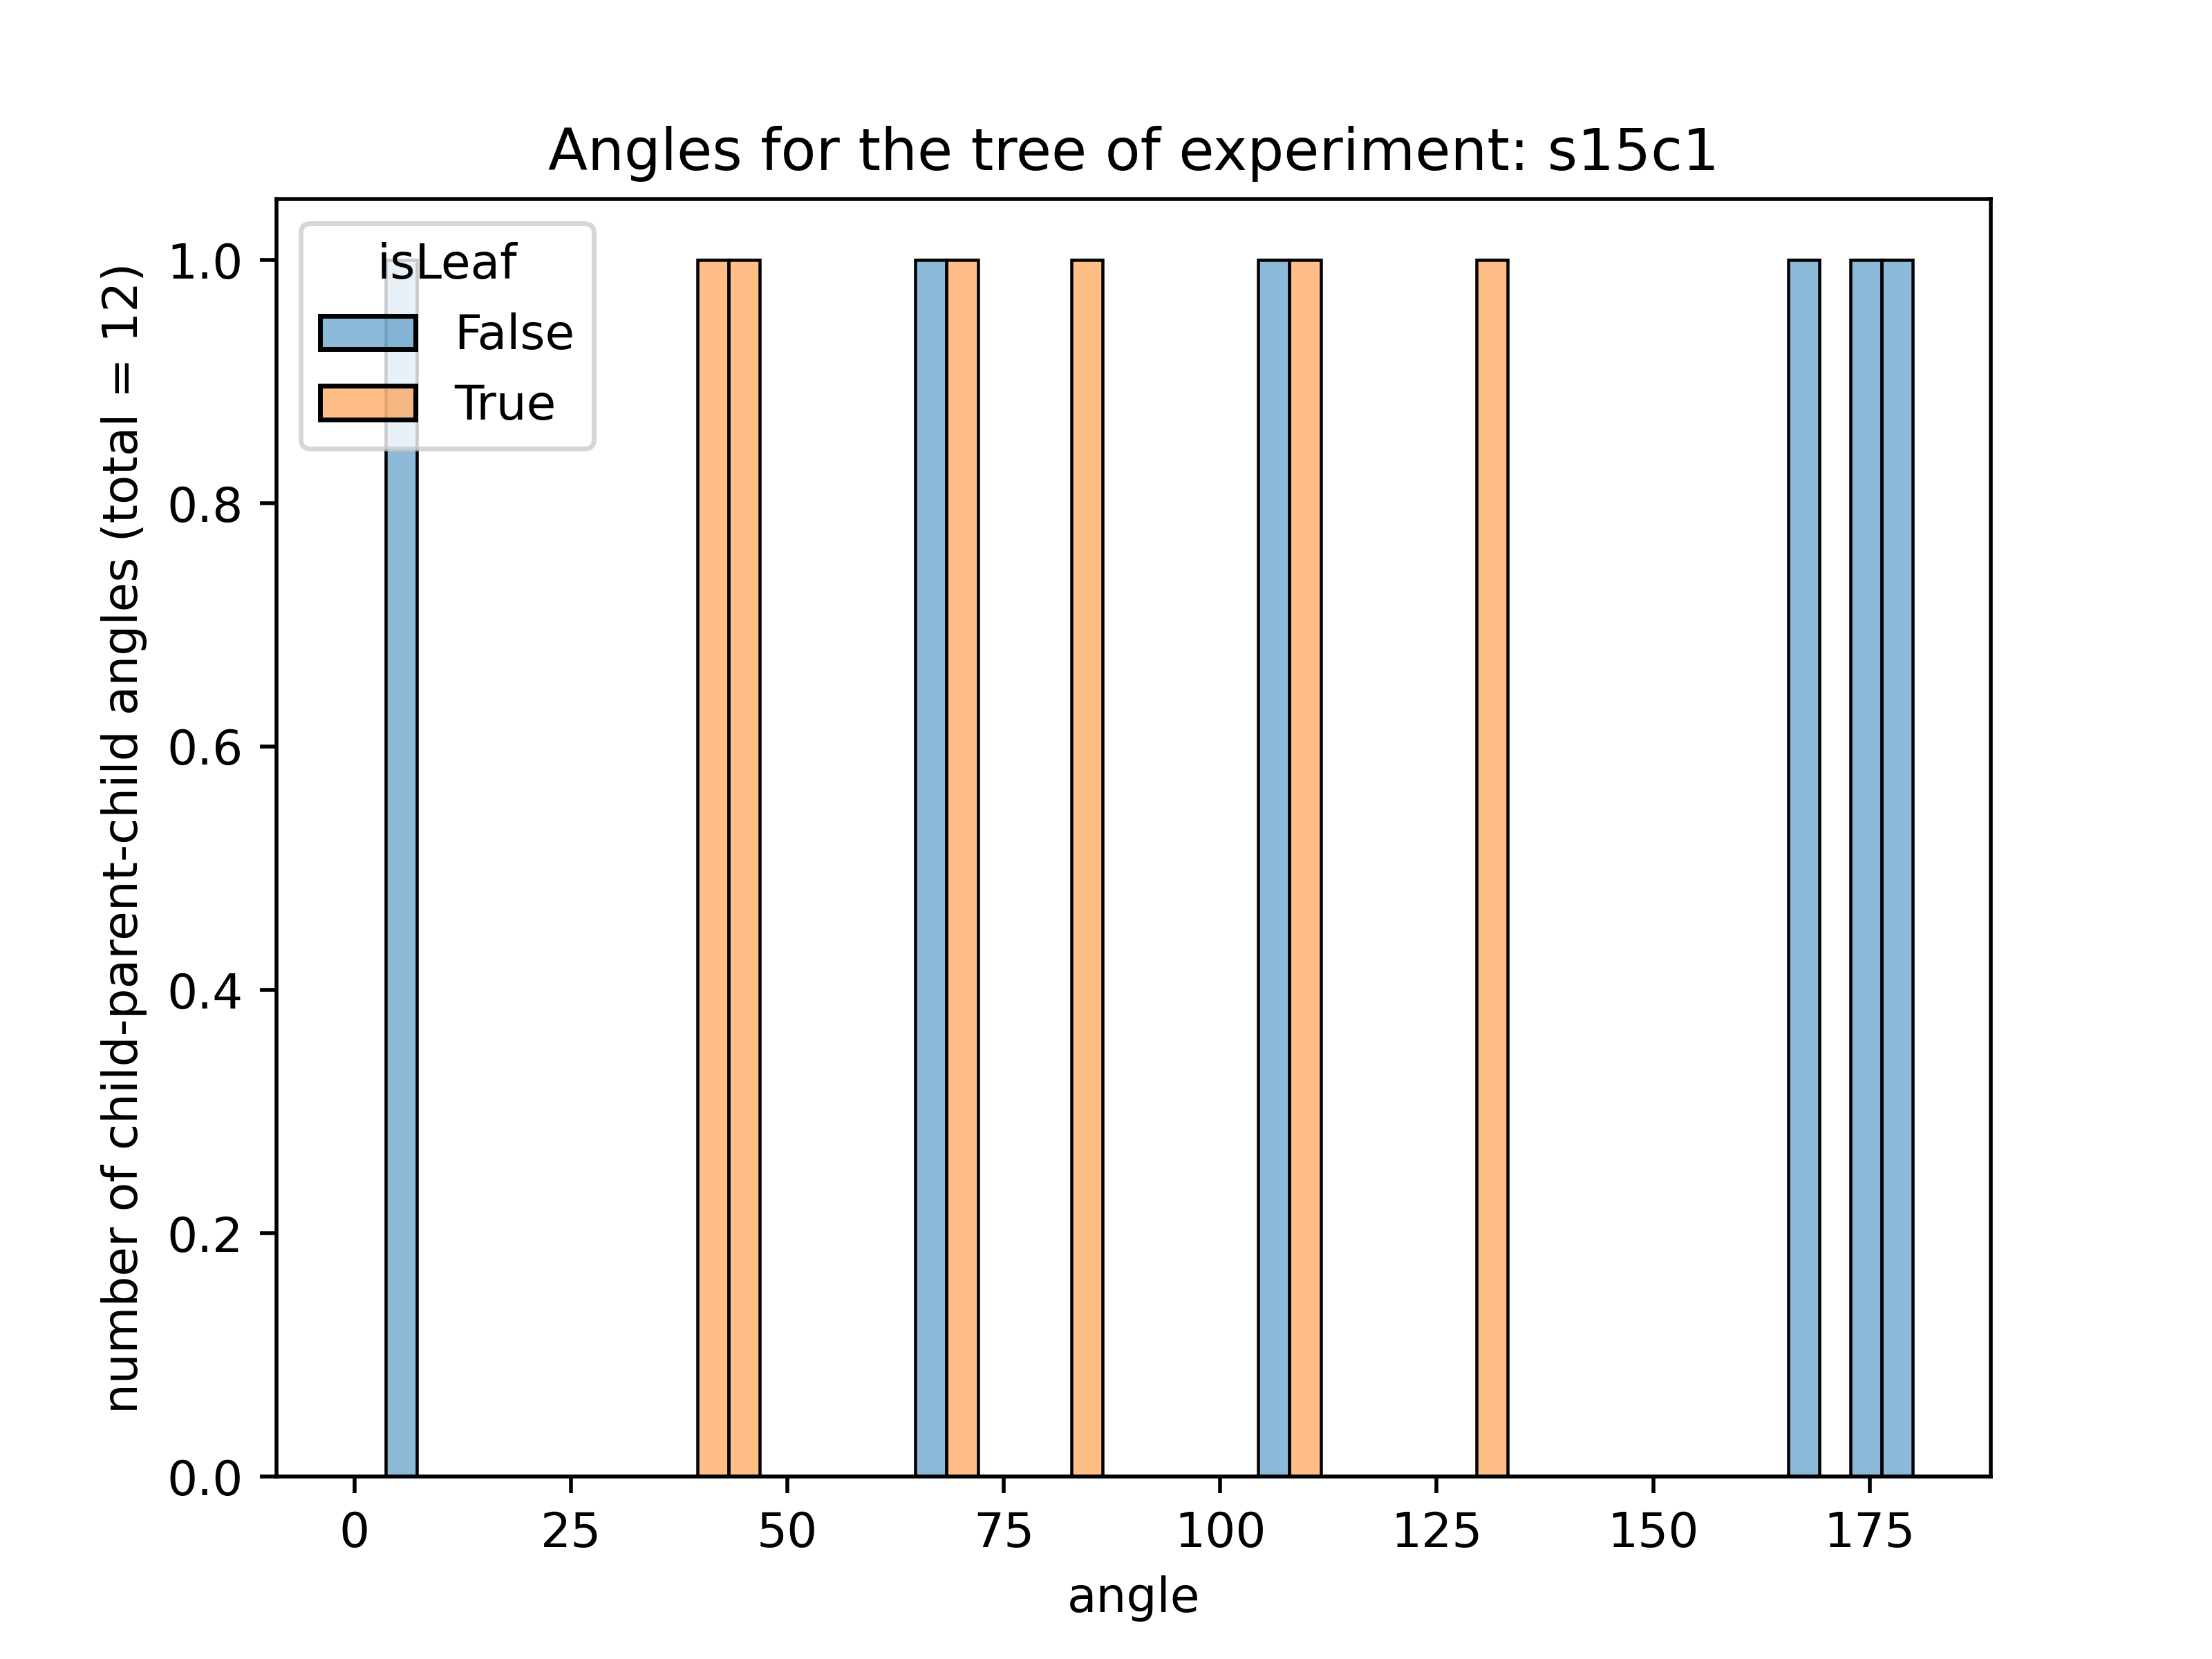 Angles for the tree of experiment: s15c1
number of child-parent-child angles (total = 12)
1.0
0.8
0.6
0.4
0.2
0.0
isLeaf
False
True
0 25 50 75 100 125 150 175
angle